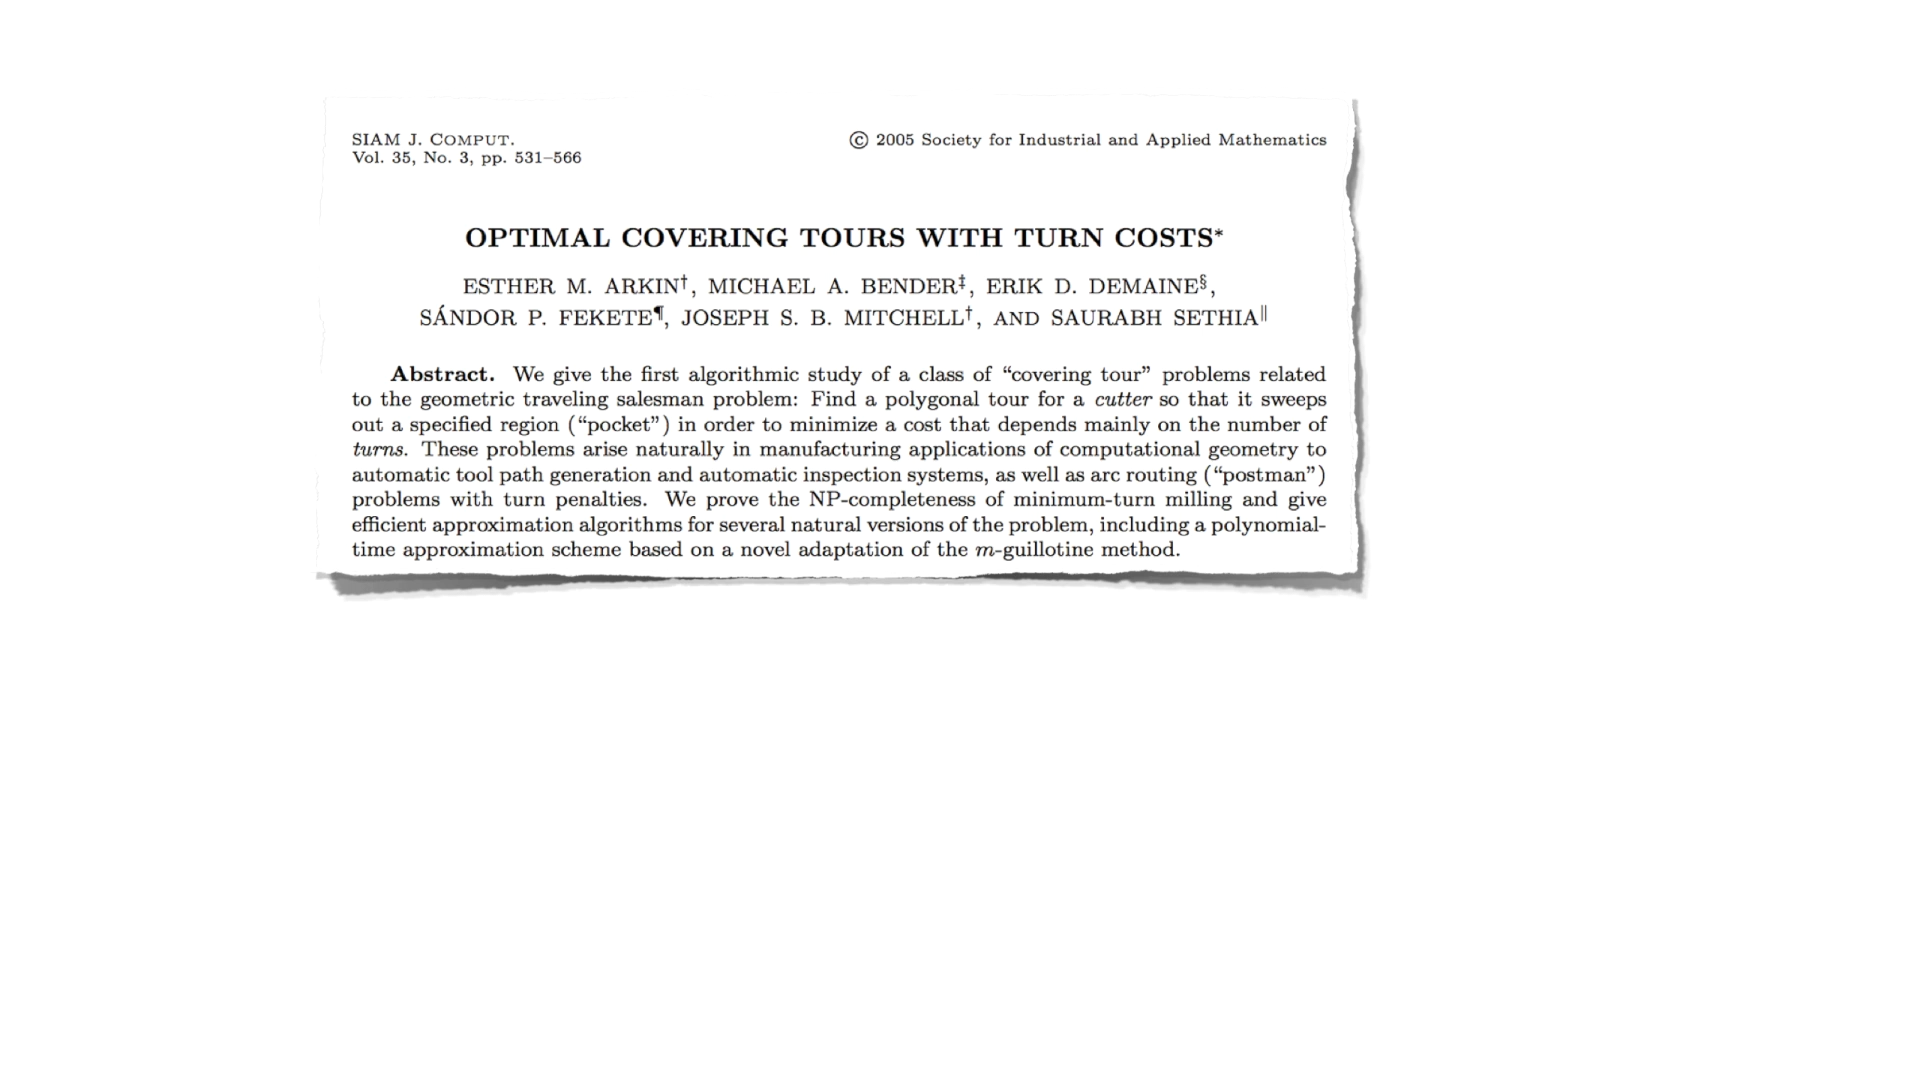 SIAM J. COMPUT.
Vol. 35, No. 3, pp. 531–566
© 2005 Society for Industrial and Applied Mathematics
OPTIMAL COVERING TOURS WITH TURN COSTS*
ESTHER M. ARKIN†, MICHAEL A. BENDER‡, ERIK D. DEMAINE§,
SÁNDOR P. FEKETE¶, JOSEPH S. B. MITCHELL†, AND SAURABH SETHIA‖
Abstract. We give the first algorithmic study of a class of “covering tour” problems related
to the geometric traveling salesman problem: Find a polygonal tour for a cutter so that it sweeps
out a specified region (“pocket”) in order to minimize a cost that depends mainly on the number of
turns. These problems arise naturally in manufacturing applications of computational geometry to
automatic tool path generation and automatic inspection systems, as well as arc routing (“postman”)
problems with turn penalties. We prove the NP-completeness of minimum-turn milling and give
efficient approximation algorithms for several natural versions of the problem, including a polynomial-
time approximation scheme based on a novel adaptation of the m-guillotine method.